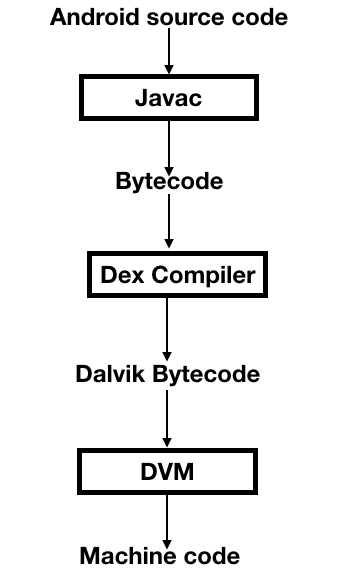 Android source code
Javac
Bytecode
Dex Compiler
Dalvik Bytecode
DVM
Machine code